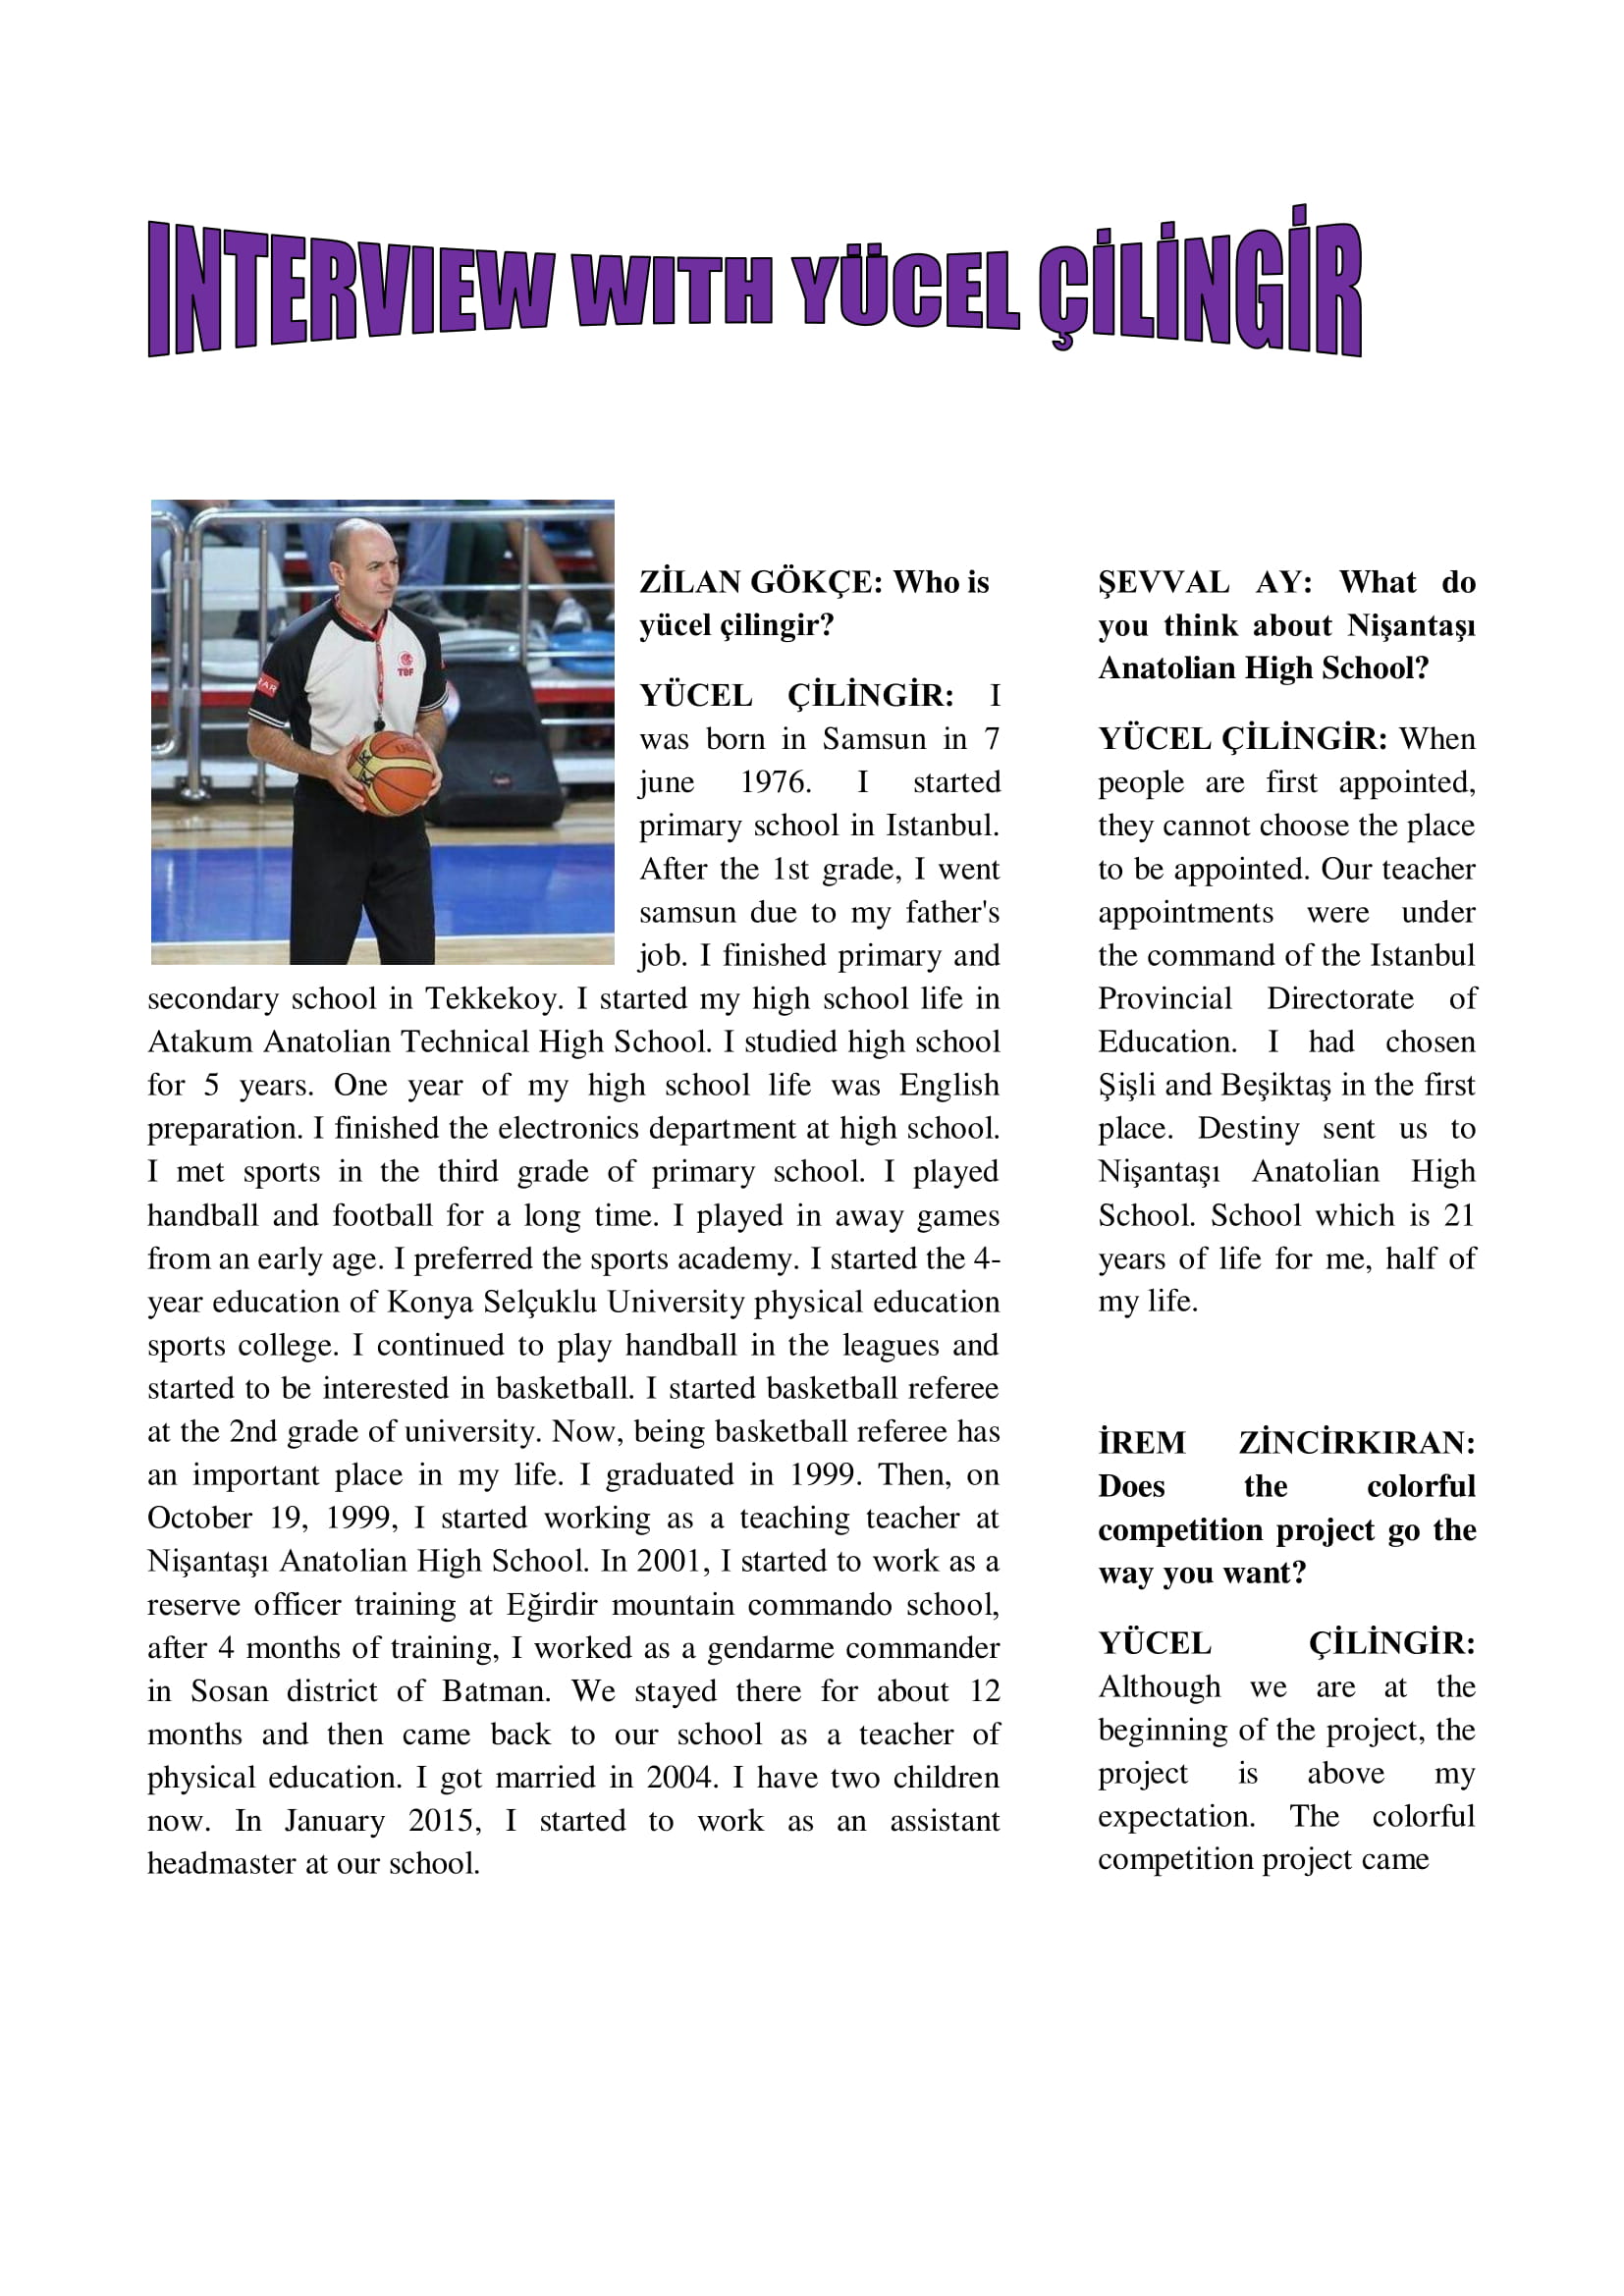 INTERVIEW WITH YÜCEL ÇİLİNGİR
TBF
ZİLAN GÖKÇE: Who is
yücel çilingir?
YÜCEL ÇİLİNGİR: I
was born in Samsun in 7
june 1976. I started
primary school in Istanbul.
After the 1st grade, I went
samsun due to my father's
job. I finished primary and
secondary school in Tekkekoy. I started my high school life in
Atakum Anatolian Technical High School. I studied high school
for 5 years. One year of my high school life was English
preparation. I finished the electronics department at high school.
I met sports in the third grade of primary school. I played
handball and football for a long time. I played in away games
from an early age. I preferred the sports academy. I started the 4-
year education of Konya Selçuklu University physical education
sports college. I continued to play handball in the leagues and
started to be interested in basketball. I started basketball referee
at the 2nd grade of university. Now, being basketball referee has
an important place in my life. I graduated in 1999. Then, on
October 19, 1999, I started working as a teaching teacher at
Nişantaşı Anatolian High School. In 2001, I started to work as a
reserve officer training at Eğirdir mountain commando school,
after 4 months of training, I worked as a gendarme commander
in Sosan district of Batman. We stayed there for about 12
months and then came back to our school as a teacher of
physical education. I got married in 2004. I have two children
now. In January 2015, I started to work as an assistant
headmaster at our school.
ŞEVVAL AY: What do
you think about Nişantaşı
Anatolian High School?
YÜCEL ÇİLİNGİR: When
people are first appointed,
they cannot choose the place
to be appointed. Our teacher
appointments were under
the command of the Istanbul
Provincial Directorate of
Education. I had chosen
Şişli and Beşiktaş in the first
place. Destiny sent us to
Nişantaşı Anatolian High
School. School which is 21
years of life for me, half of
my life.
İREM ZİNCİRKIRAN:
Does the colorful
competition project go the
way you want?
YÜCEL ÇİLİNGİR:
Although we are at the
beginning of the project, the
project is above my
expectation. The colorful
competition project came